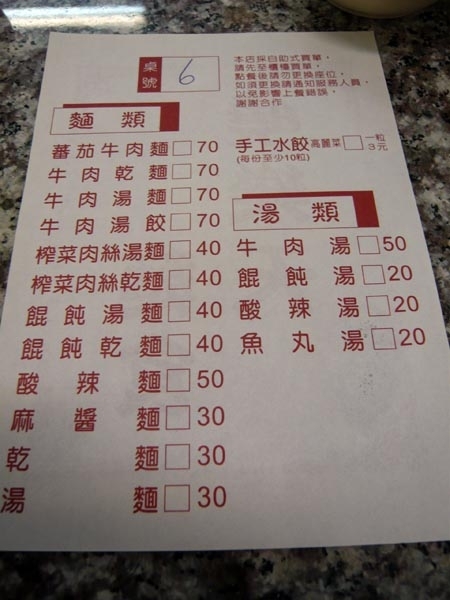 桌號 6
本店採自助式買單，
請先至櫃檯買單，
點餐後請勿更換座位，
如須更換請通知服務人員，
以免影響上餐錯誤，
謝謝合作
麵類
蕃茄牛肉麵□70
牛肉乾麵□70
牛肉湯麵□70
牛肉湯餃□70
榨菜肉絲湯麵□40
榨菜肉絲乾麵□40
餛飩湯麵□40
餛飩乾麵□40
酸辣麵□50
麻醬麵□30
乾麵□30
湯麵□30
手工水餃 高麗菜□一粒3元
(每份至少10粒)
湯類
牛肉湯□50
餛飩湯□20
酸辣湯□20
魚丸湯□20